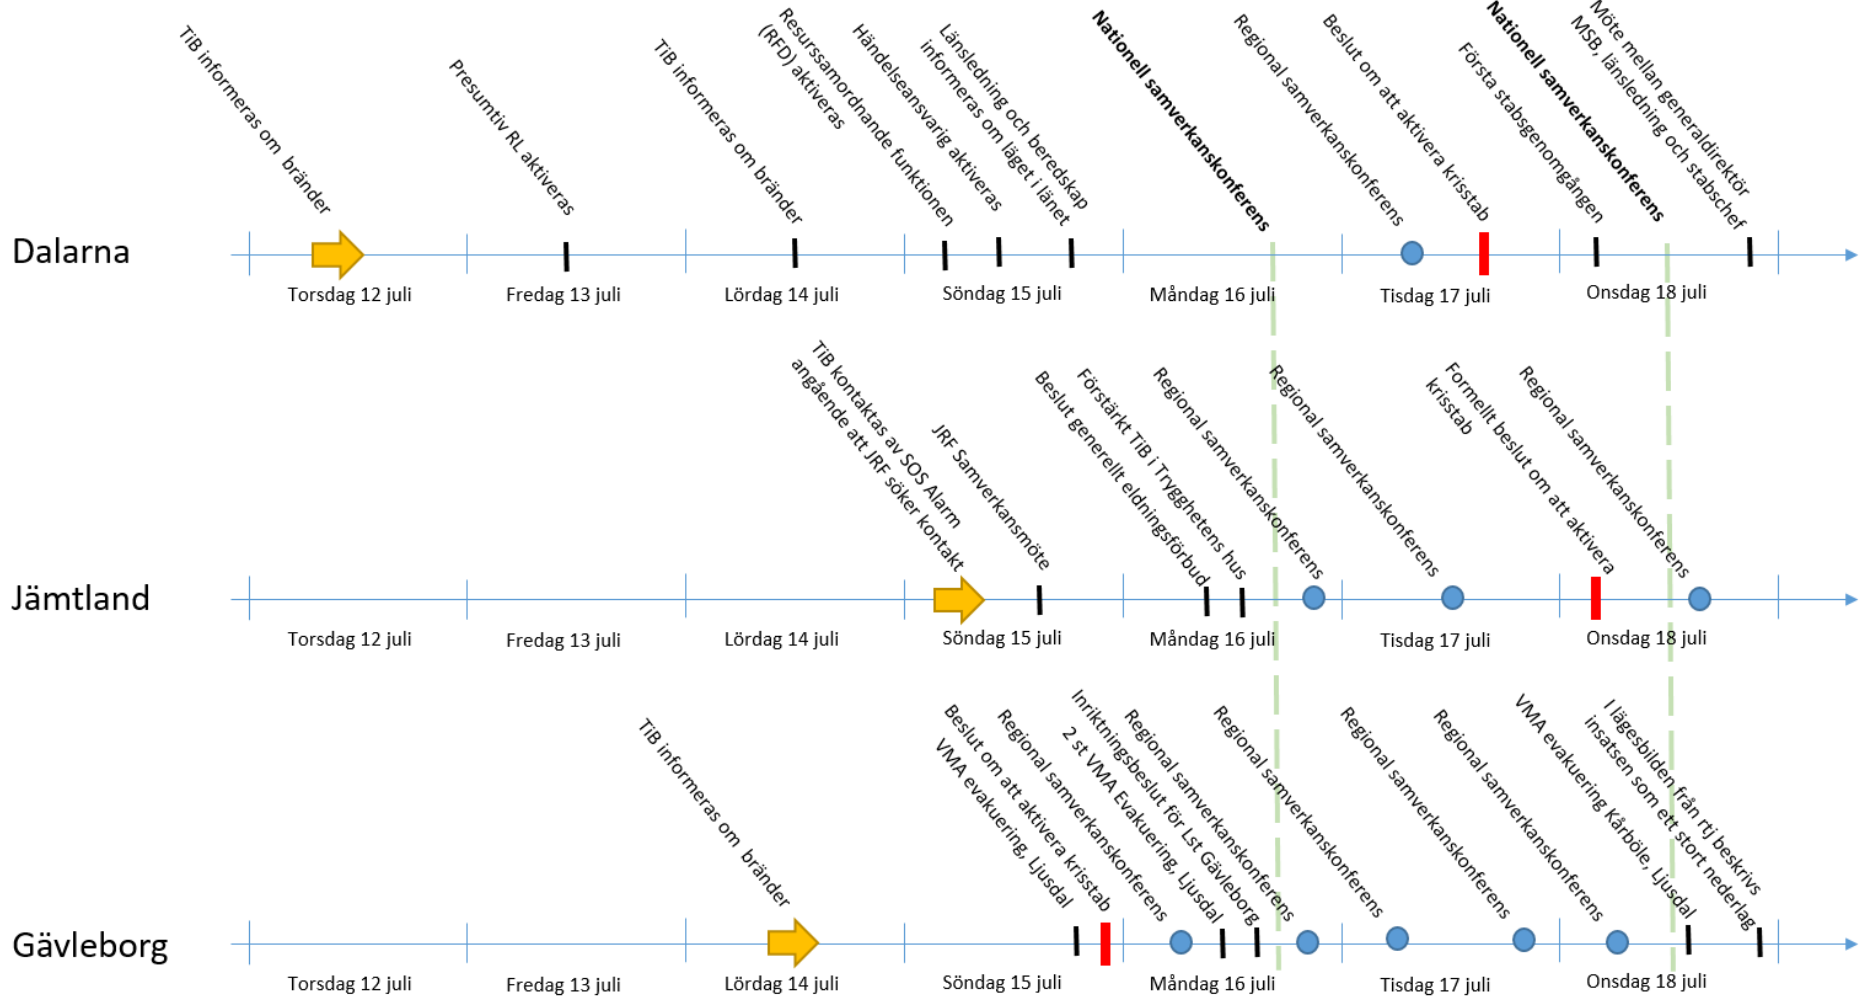 TiB informeras om bränder
Presumtiv RL aktiveras
TiB informeras om bränder
Resurssamordnande funktionen
(RFD) aktiveras
Händelseansvarig aktiveras
Länsledning och beredskap
informeras om läget i länet
Nationell samverkanskonferens
Regional samverkanskonferens
Beslut om att aktivera krisstab
Första stabsgenomgången
Nationell samverkanskonferens
Möte mellan generaldirektör
MSB, länsledning och stabschef
Dalarna
Torsdag 12 juli
Fredag 13 juli
Lördag 14 juli
Söndag 15 juli
Måndag 16 juli
Tisdag 17 juli
Onsdag 18 juli
TiB kontaktas av SOS Alarm
angående att JRF söker kontakt
JRF Samverkansmöte
Beslut generellt eldningsförbud
Förstärkt TiB i Trygghetens hus
Regional samverkanskonferens
Regional samverkanskonferens
Formellt beslut om att aktivera
krisstab
Regional samverkanskonferens
Jämtland
Torsdag 12 juli
Fredag 13 juli
Lördag 14 juli
Söndag 15 juli
Måndag 16 juli
Tisdag 17 juli
Onsdag 18 juli
TiB informeras om bränder
VMA evakuering, Ljusdal
Beslut om att aktivera krisstab
Regional samverkanskonferens
2 st VMA Evakuering, Ljusdal
Inriktningsbeslut för Lst Gävleborg
Regional samverkanskonferens
Regional samverkanskonferens
Regional samverkanskonferens
Regional samverkanskonferens
VMA evakuering Kårböle, Ljusdal
I lägesbilden från rtj beskrivs
insatsen som ett stort nederlag
Gävleborg
Torsdag 12 juli
Fredag 13 juli
Lördag 14 juli
Söndag 15 juli
Måndag 16 juli
Tisdag 17 juli
Onsdag 18 juli